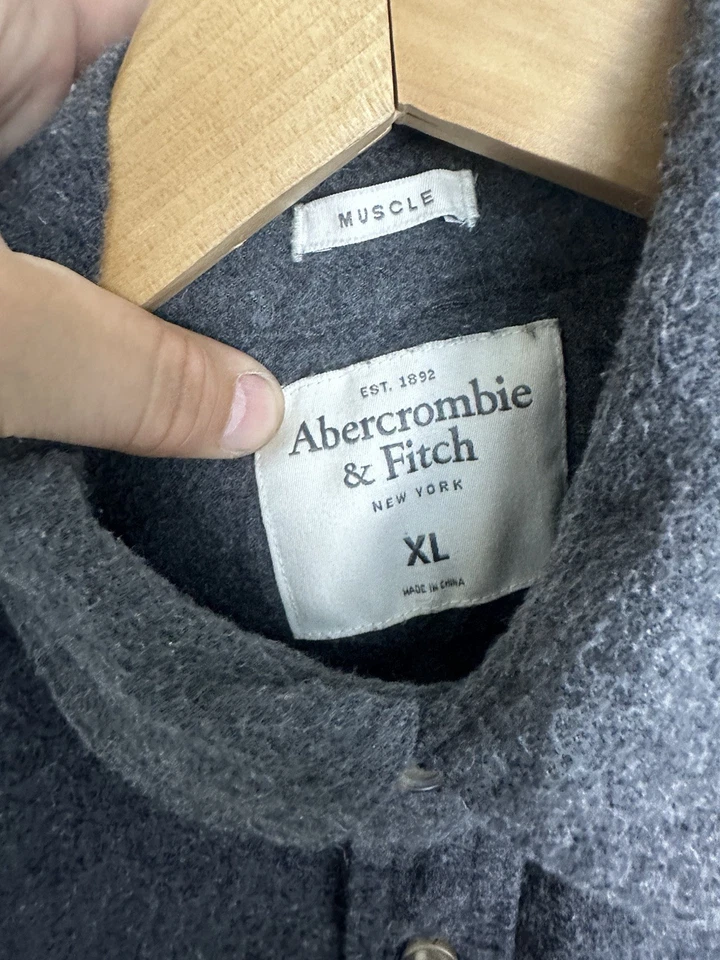 MUSCLE
EST. 1892
Abercrombie
& Fitch
NEW YORK
XL
MADE IN CHINA